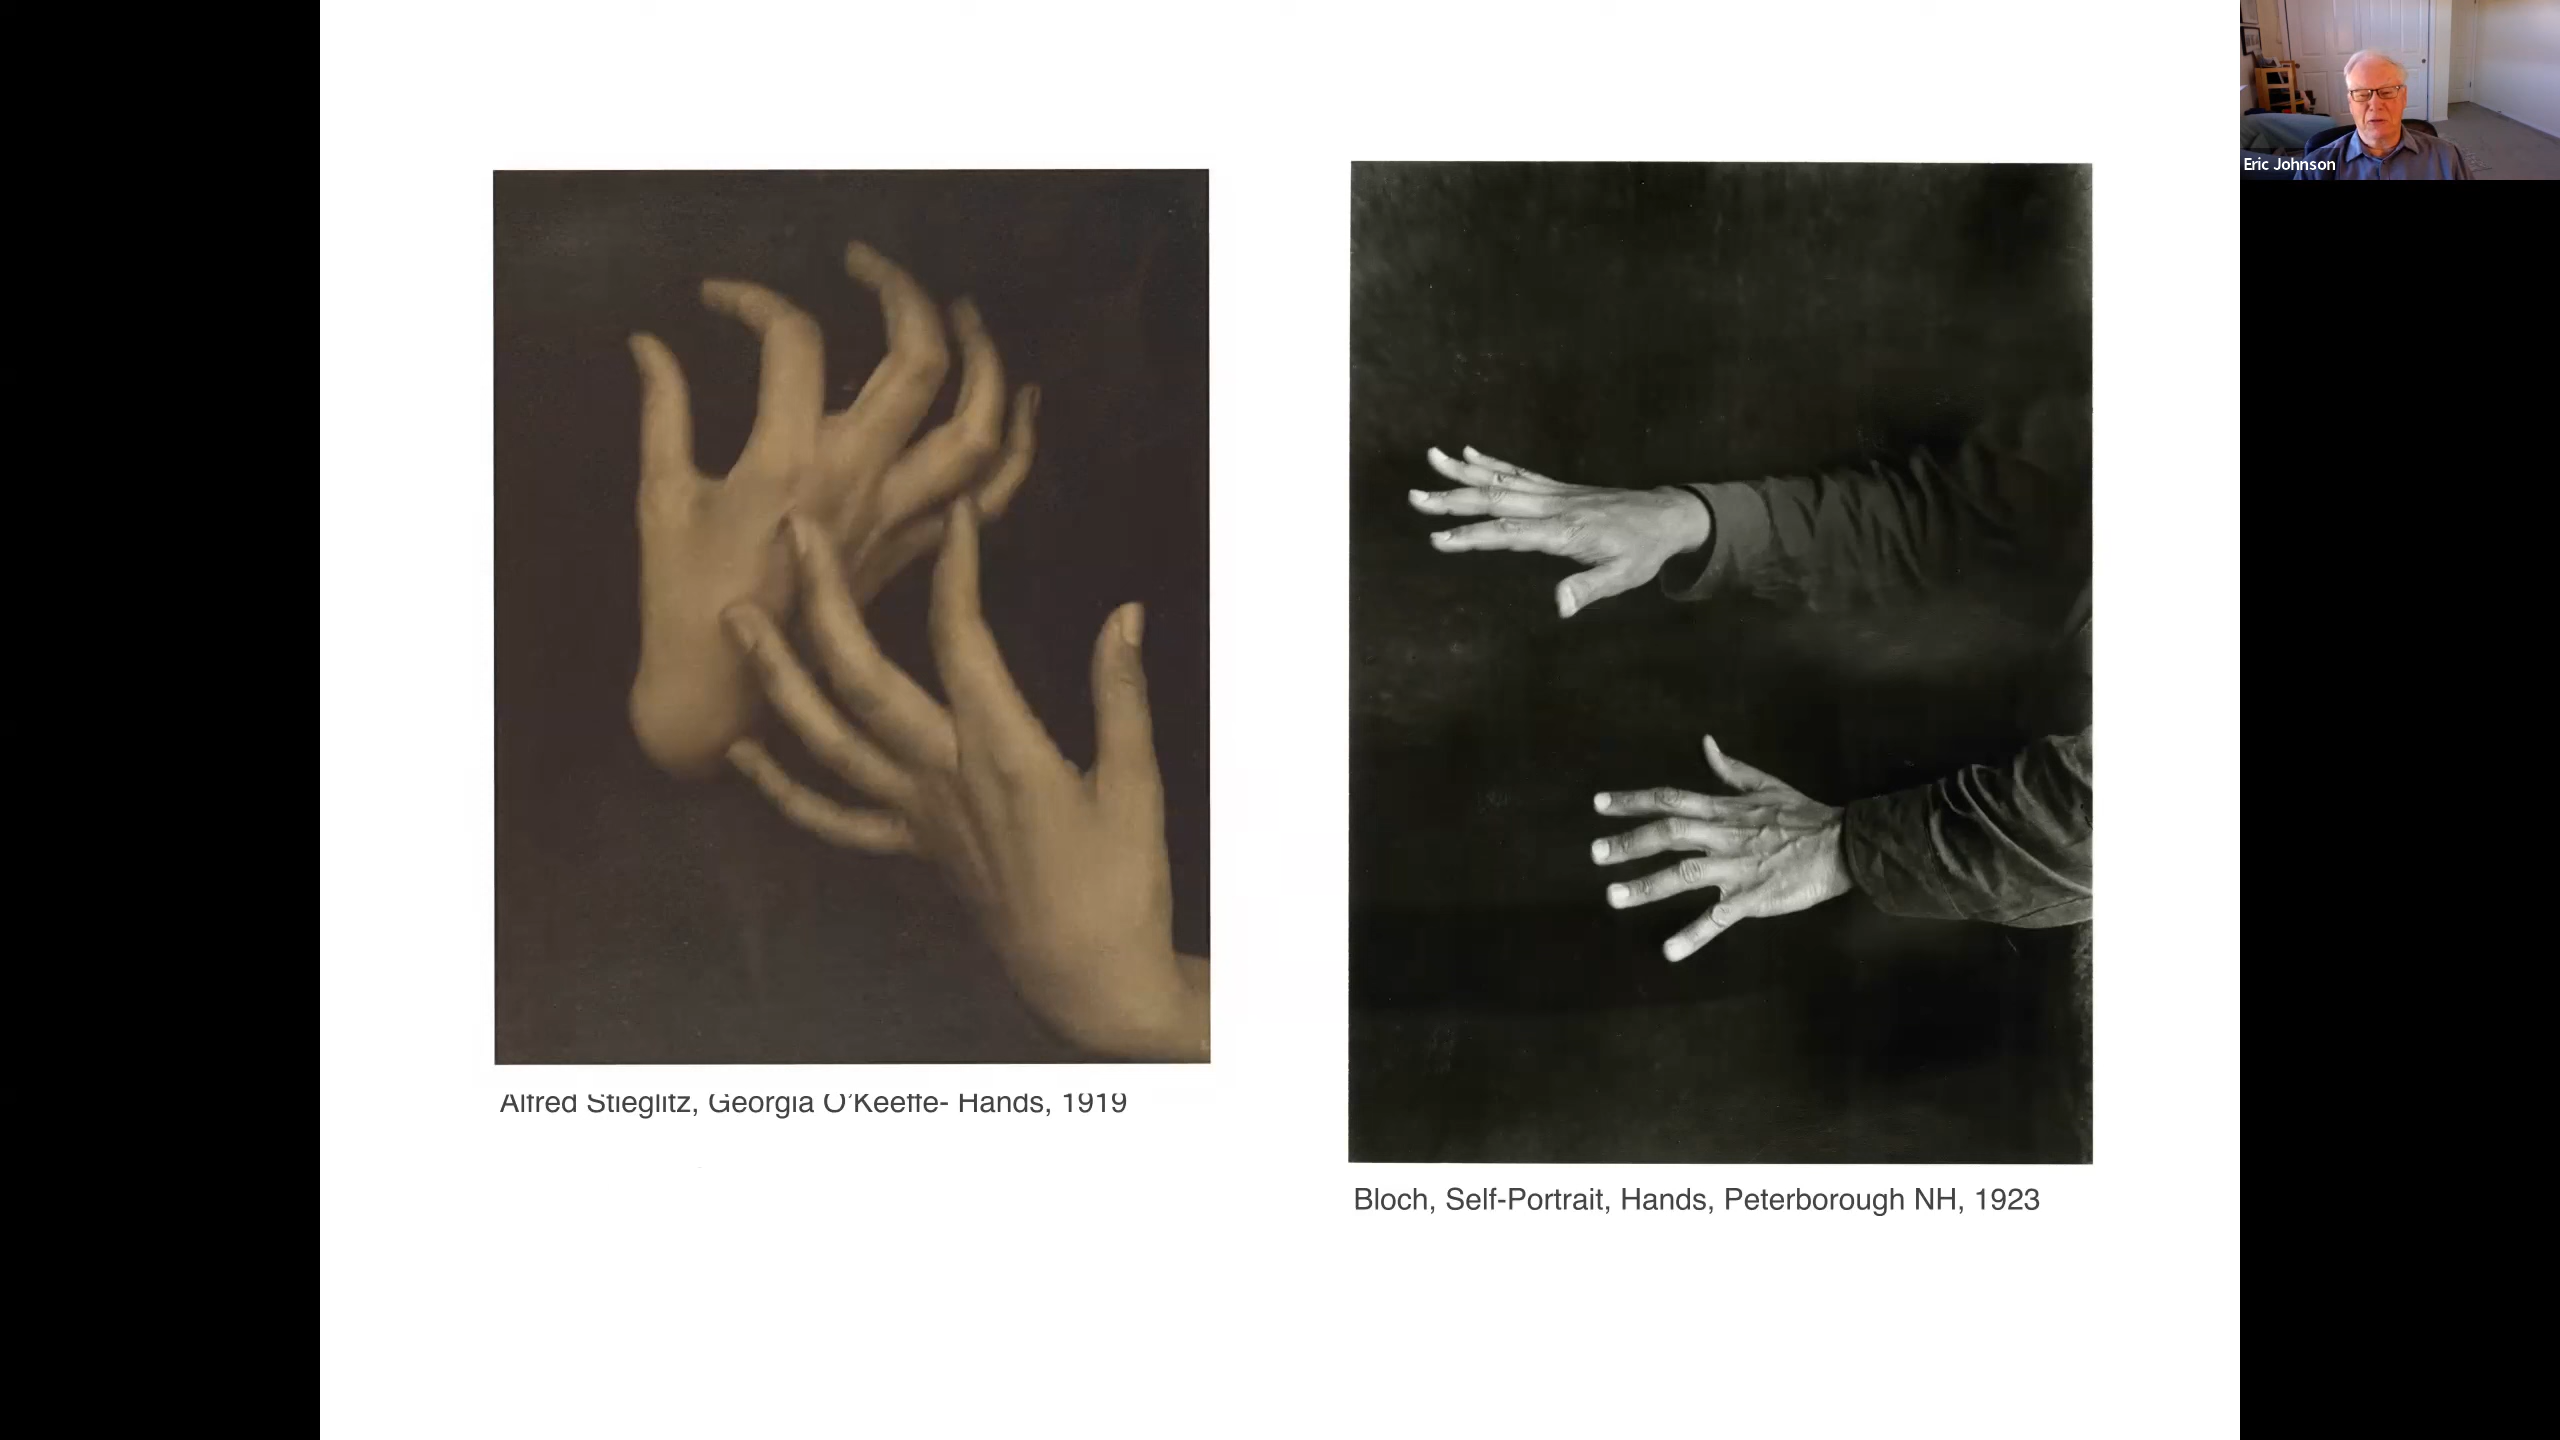 Eric Johnson
Alfred Stieglitz, Georgia O'Keeffe- Hands, 1919
Bloch, Self-Portrait, Hands, Peterborough NH, 1923